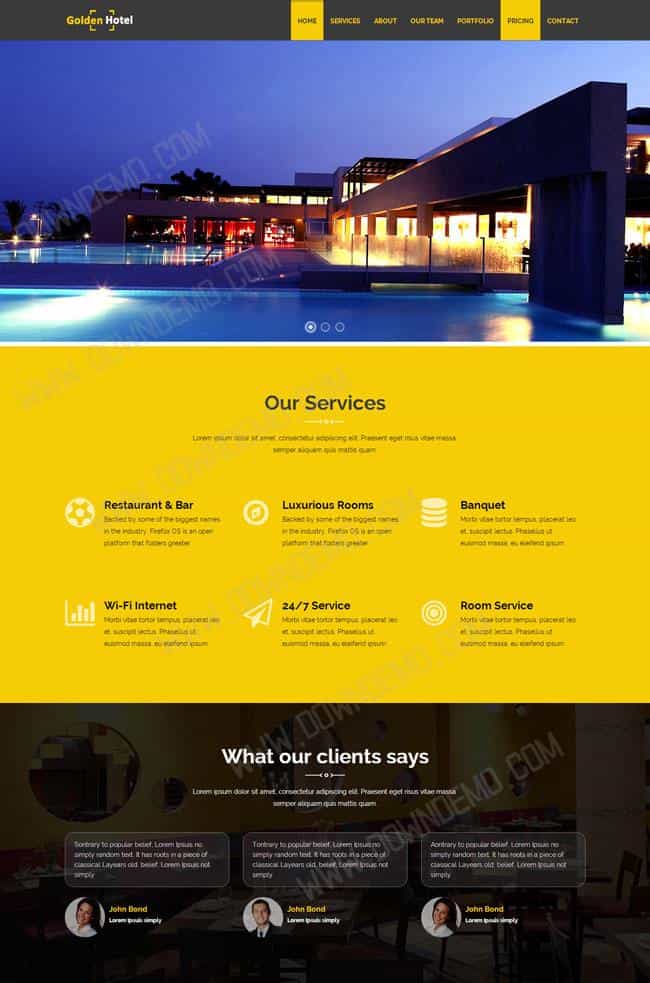 Golden Hotel
HOME SERVICES ABOUT OUR TEAM PORTFOLIO PRICING CONTACT
WWW.DOWNDEMO.COM
Our Services
Lorem ipsum dolor sit amet, consectetur adipiscing elit. Praesent eget risus vitae massa
semper aliquam quis mattis quam
Restaurant & Bar
Backed by some of the biggest names
in the industry, Firefox OS is an open
platform that fosters greater
Luxurious Rooms
Backed by some of the biggest names
in the industry, Firefox OS is an open
platform that fosters greater
Banquet
Morbi vitae tortor tempus, placerat leo
et, suscipit lectus. Phasellus ut
euismod massa, eu eleifend ipsum
Wi-Fi Internet
Morbi vitae tortor tempus, placerat leo
et, suscipit lectus. Phasellus ut
euismod massa, eu eleifend ipsum
24/7 Service
Morbi vitae tortor tempus, placerat leo
et, suscipit lectus. Phasellus ut
euismod massa, eu eleifend ipsum
Room Service
Morbi vitae tortor tempus, placerat leo
et, suscipit lectus. Phasellus ut
euismod massa, eu eleifend ipsum
What our clients says
Lorem ipsum dolor sit amet, consectetur adipiscing elit. Praesent eget risus vitae massa
semper aliquam quis mattis quam
Sontrary to popular belief, Lorem Ipsum no
simply random text. It has roots in a piece of
classical Layears old. belief, Lorem Ipsum not
simply
John Bond
Lorem Ipsuis simply
Tontrary to popular belief, Lorem Ipsum no
simply random text. It has roots in a piece of
classical Layears old. belief, Lorem Ipsum not
simply
John Bond
Lorem Ipsuis simply
Aontrary to popular belief, Lorem Ipsum no
simply random text. It has roots in a piece of
classical Layears old. belief, Lorem Ipsum not
simply
John Bond
Lorem Ipsuis simply